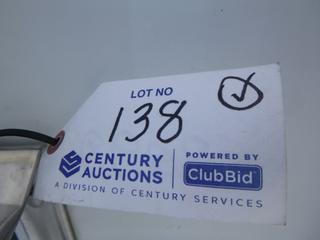 LOT NO
138
CENTURY
AUCTIONS
POWERED BY
ClubBid
A DIVISION OF CENTURY SERVICES